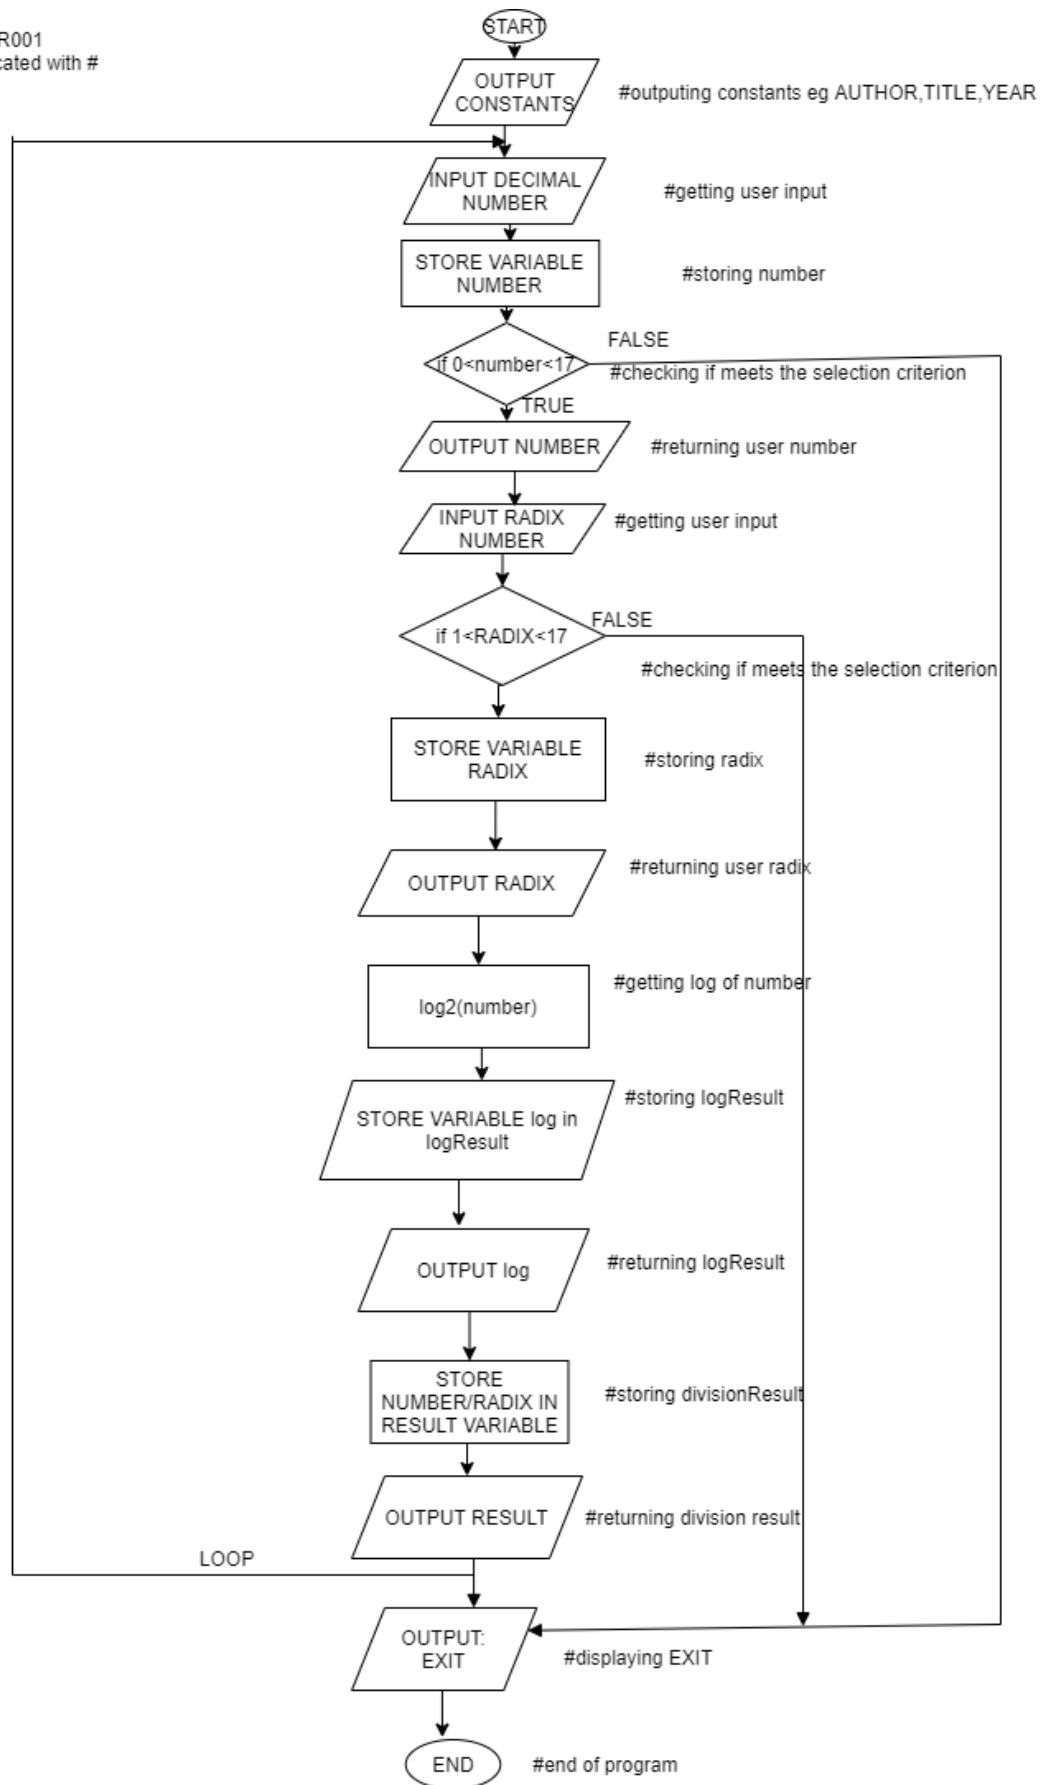 START
R001
cated with #
OUTPUT
CONSTANTS
#outputing constants eg AUTHOR,TITLE,YEAR
INPUT DECIMAL
NUMBER
#getting user input
STORE VARIABLE
NUMBER
#storing number
if 0<number<17
FALSE
#checking if meets the selection criterion
TRUE
OUTPUT NUMBER
#returning user number
INPUT RADIX
NUMBER
#getting user input
if 1<RADIX<17
FALSE
#checking if meets the selection criterion
STORE VARIABLE
RADIX
#storing radix
OUTPUT RADIX
#returning user radix
log2(number)
#getting log of number
STORE VARIABLE log in
logResult
#storing logResult
OUTPUT log
#returning logResult
STORE
NUMBER/RADIX IN
RESULT VARIABLE
#storing divisionResult
OUTPUT RESULT
#returning division result
LOOP
OUTPUT:
EXIT
#displaying EXIT
END
#end of program